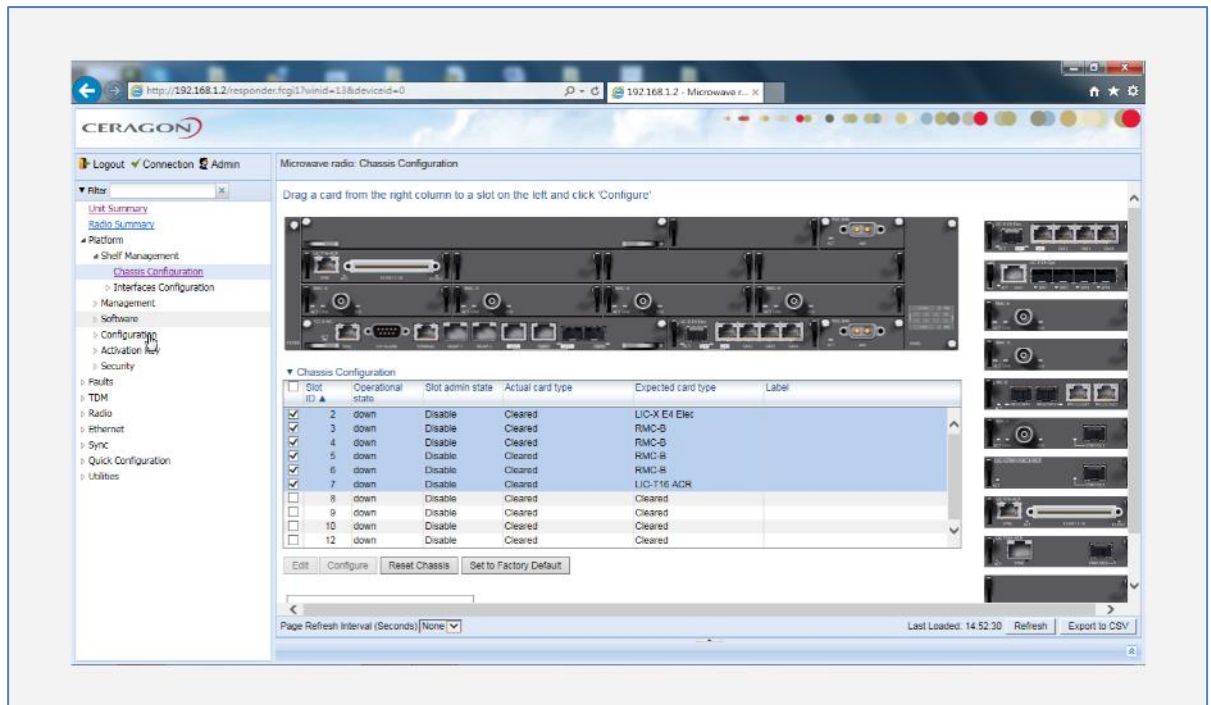 http://192.168.1.2/responder.fcgi1?winid=13&deviceid=0
192.168.1.2 - Microwave r...
CERAGON
Logout Connection Admin
Microwave radio: Chassis Configuration
Filter
Drag a card from the right column to a slot on the left and click 'Configure'
Unit Summary
Radio Summary
Platform
Shelf Management
Chassis Configuration
Interfaces Configuration
Management
Software
Configuration
Activation Key
Security
Faults
TDM
Radio
Ethernet
Sync
Quick Configuration
Utilities
Chassis Configuration
Slot ID Operational state Slot admin state Actual card type Expected card type Label
2 down Disable Cleared LIC-X E4 Elec
3 down Disable Cleared RMC-B
4 down Disable Cleared RMC-B
5 down Disable Cleared RMC-B
6 down Disable Cleared RMC-B
7 down Disable Cleared LIC-T16 ACR
8 down Disable Cleared Cleared
9 down Disable Cleared Cleared
10 down Disable Cleared Cleared
12 down Disable Cleared Cleared
Edit Configure Reset Chassis Set to Factory Default
Page Refresh Interval (Seconds) None Last Loaded: 14:52:30 Refresh Export to CSV